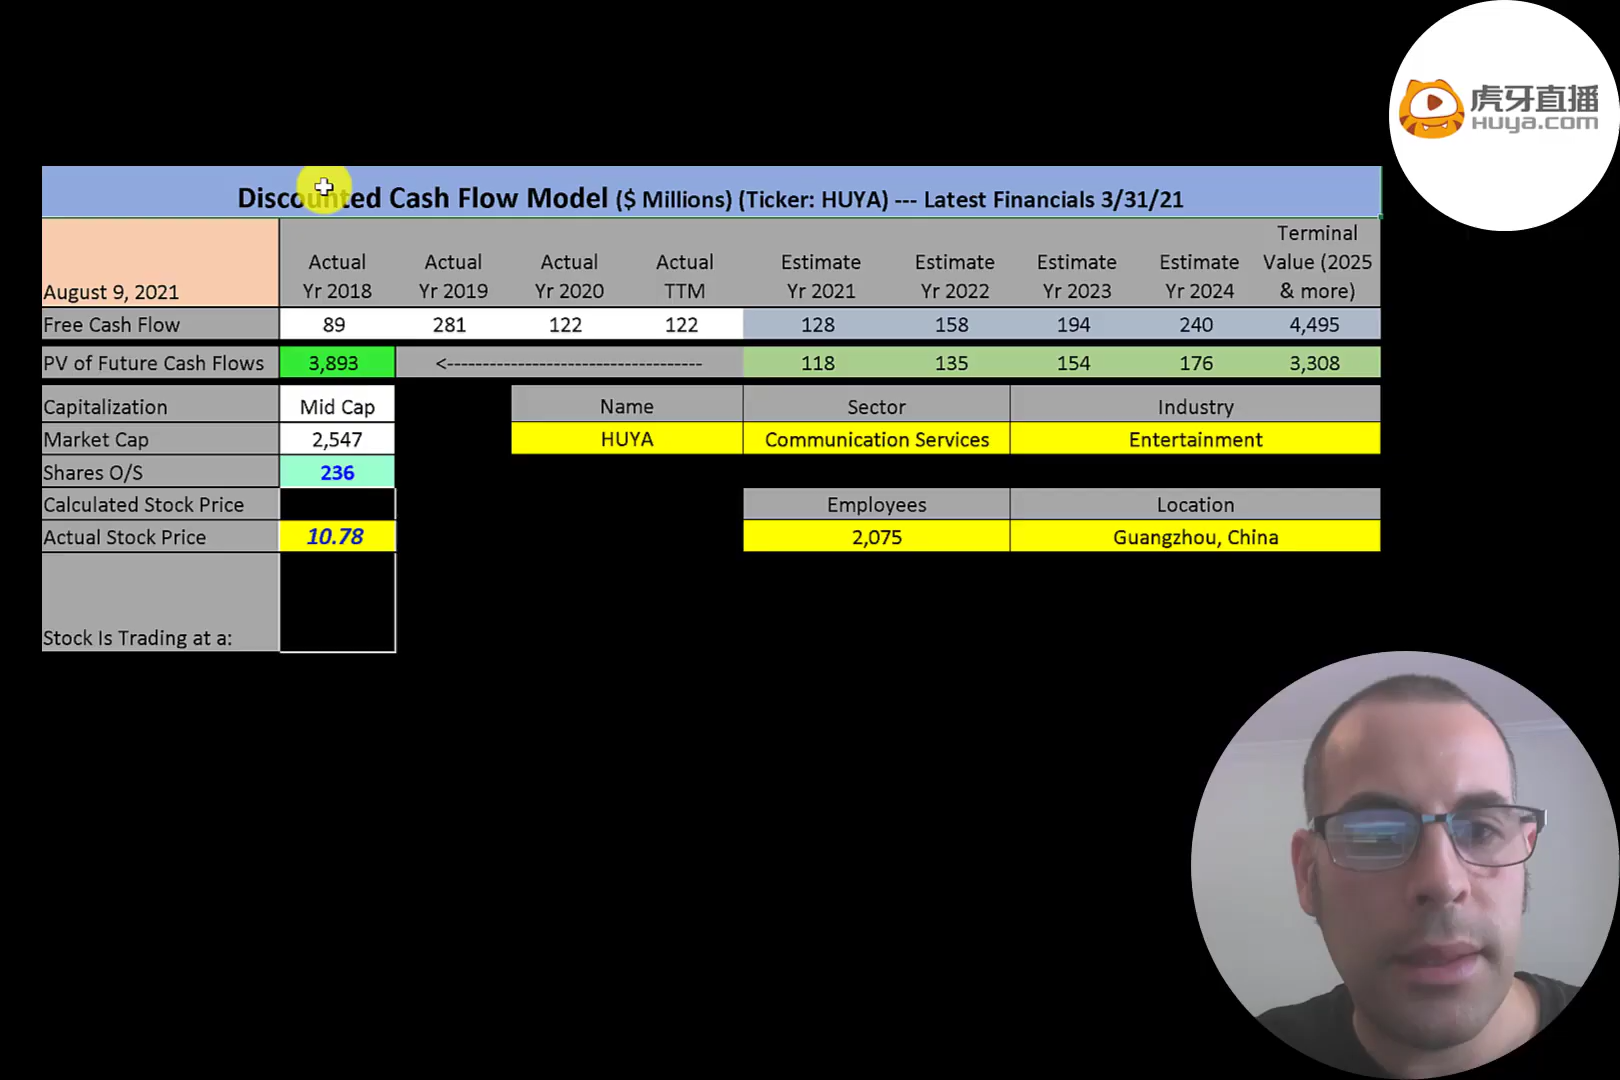 虎牙直播
HUYA.com
Discounted Cash Flow Model ($ Millions) (Ticker: HUYA) --- Latest Financials 3/31/21
August 9, 2021 Actual Yr 2018 Actual Yr 2019 Actual Yr 2020 Actual TTM Estimate Yr 2021 Estimate Yr 2022 Estimate Yr 2023 Estimate Yr 2024 Terminal Value (2025 & more)
Free Cash Flow 89 281 122 122 128 158 194 240 4,495
PV of Future Cash Flows 3,893 <----------------------------------- 118 135 154 176 3,308
Capitalization Mid Cap Name Sector Industry
Market Cap 2,547 HUYA Communication Services Entertainment
Shares O/S 236
Calculated Stock Price Employees Location
Actual Stock Price 10.78 2,075 Guangzhou, China
Stock Is Trading at a: